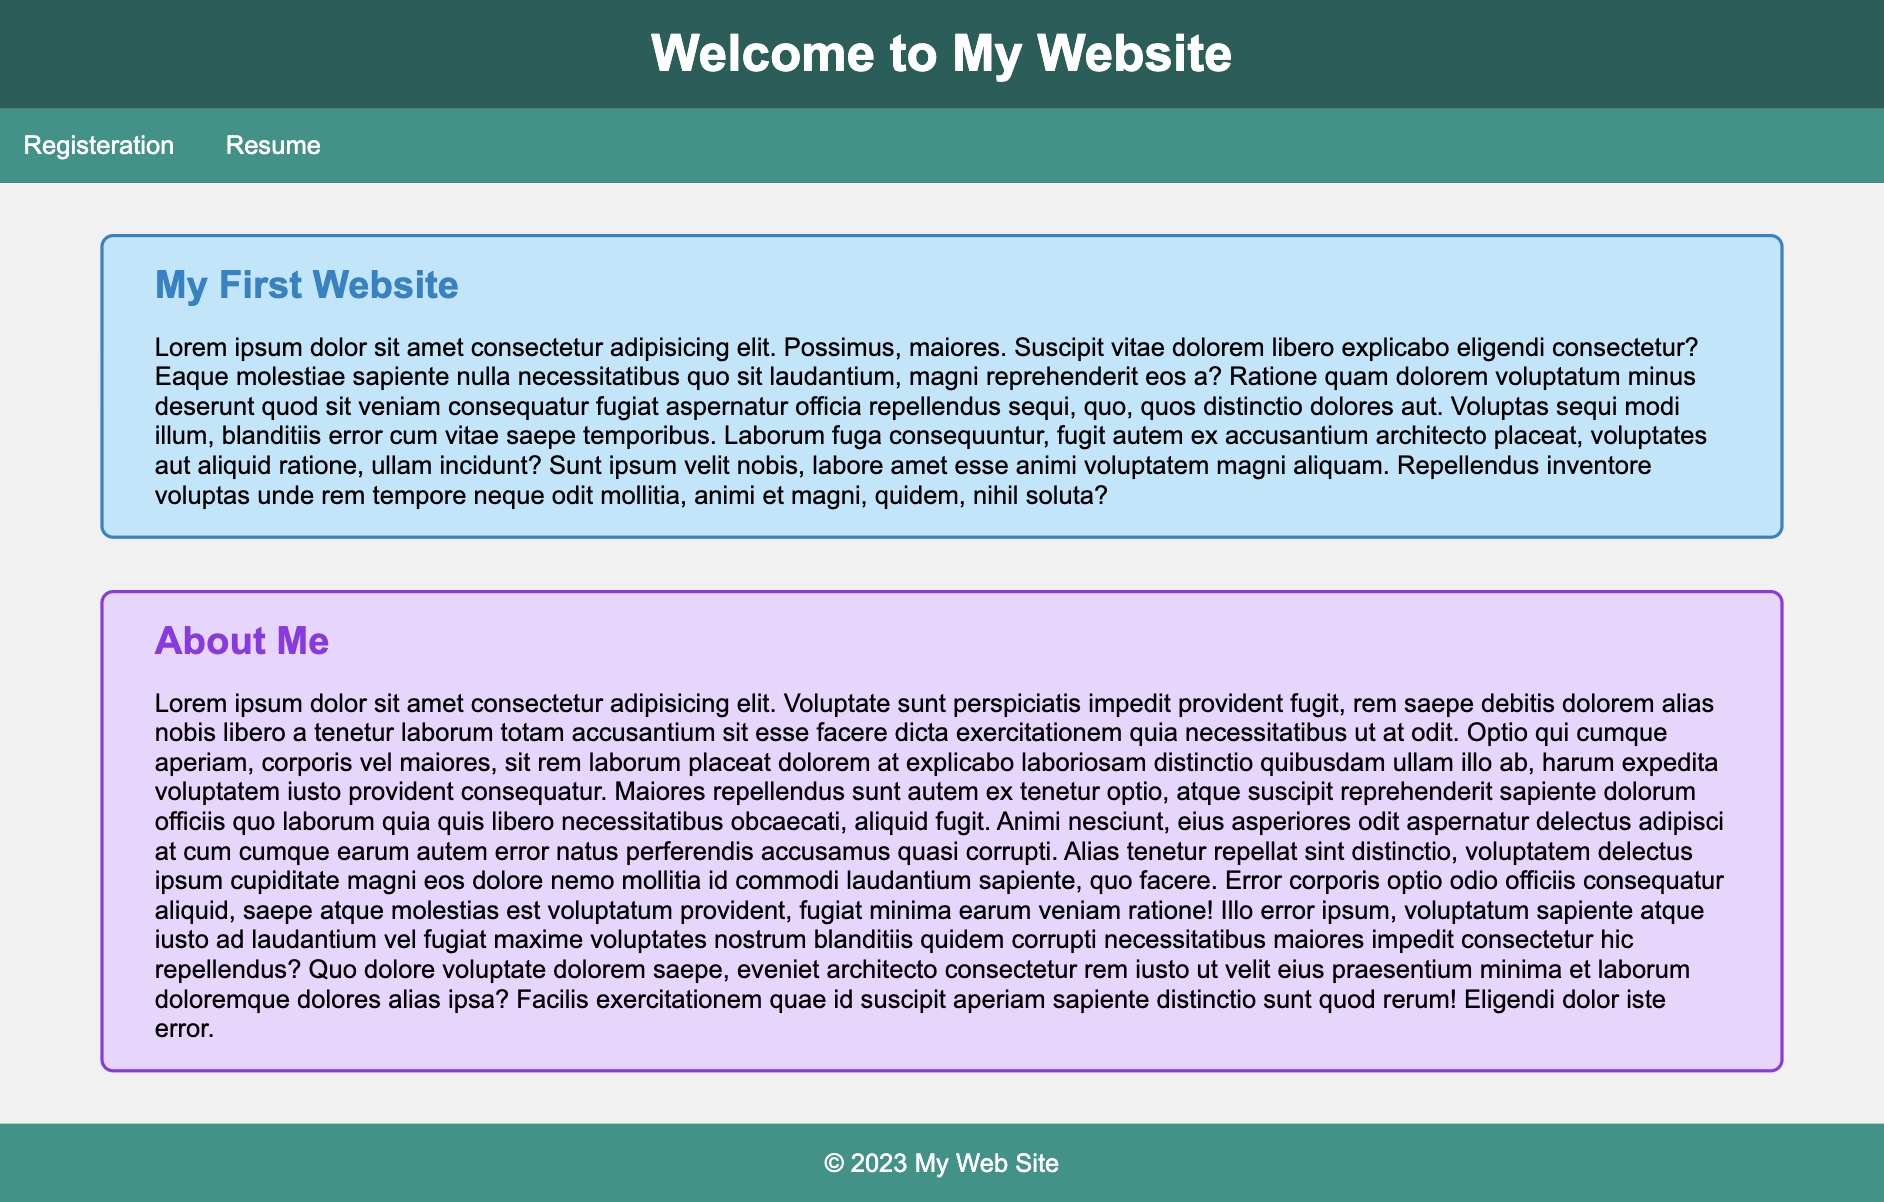 Welcome to My Website
Registeration Resume
My First Website
Lorem ipsum dolor sit amet consectetur adipisicing elit. Possimus, maiores. Suscipit vitae dolorem libero explicabo eligendi consectetur?
Eaque molestiae sapiente nulla necessitatibus quo sit laudantium, magni reprehenderit eos a? Ratione quam dolorem voluptatum minus
deserunt quod sit veniam consequatur fugiat aspernatur officia repellendus sequi, quo, quos distinctio dolores aut. Voluptas sequi modi
illum, blanditiis error cum vitae saepe temporibus. Laborum fuga consequuntur, fugit autem ex accusantium architecto placeat, voluptates
aut aliquid ratione, ullam incidunt? Sunt ipsum velit nobis, labore amet esse animi voluptatem magni aliquam. Repellendus inventore
voluptas unde rem tempore neque odit mollitia, animi et magni, quidem, nihil soluta?
About Me
Lorem ipsum dolor sit amet consectetur adipisicing elit. Voluptate sunt perspiciatis impedit provident fugit, rem saepe debitis dolorem alias
nobis libero a tenetur laborum totam accusantium sit esse facere dicta exercitationem quia necessitatibus ut at odit. Optio qui cumque
aperiam, corporis vel maiores, sit rem laborum placeat dolorem at explicabo laboriosam distinctio quibusdam ullam illo ab, harum expedita
voluptatem iusto provident consequatur. Maiores repellendus sunt autem ex tenetur optio, atque suscipit reprehenderit sapiente dolorum
officiis quo laborum quia quis libero necessitatibus obcaecati, aliquid fugit. Animi nesciunt, eius asperiores odit aspernatur delectus adipisci
at cum cumque earum autem error natus perferendis accusamus quasi corrupti. Alias tenetur repellat sint distinctio, voluptatem delectus
ipsum cupiditate magni eos dolore nemo mollitia id commodi laudantium sapiente, quo facere. Error corporis optio odio officiis consequatur
aliquid, saepe atque molestias est voluptatum provident, fugiat minima earum veniam ratione! Illo error ipsum, voluptatum sapiente atque
iusto ad laudantium vel fugiat maxime voluptates nostrum blanditiis quidem corrupti necessitatibus maiores impedit consectetur hic
repellendus? Quo dolore voluptate dolorem saepe, eveniet architecto consectetur rem iusto ut velit eius praesentium minima et laborum
doloremque dolores alias ipsa? Facilis exercitationem quae id suscipit aperiam sapiente distinctio sunt quod rerum! Eligendi dolor iste
error.
© 2023 My Web Site